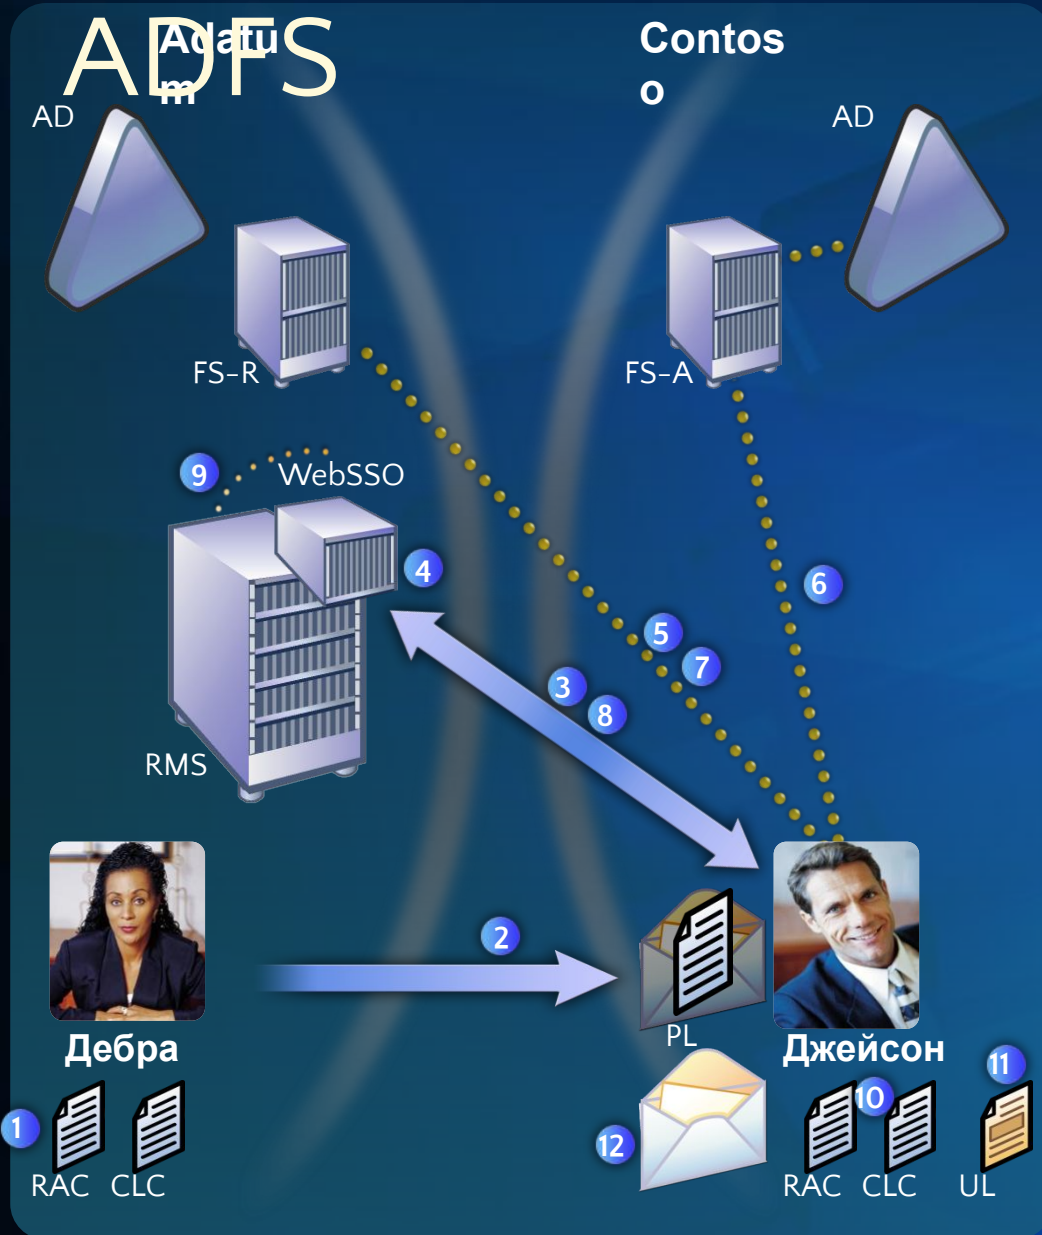 ADFS
Adatu
m
Contos
o
AD
AD
FS-R
FS-A
9
WebSSO
4
6
5
7
3
8
RMS
2
PL
Дебра
Джейсон
11
1
10
12
RAC CLC
RAC CLC UL